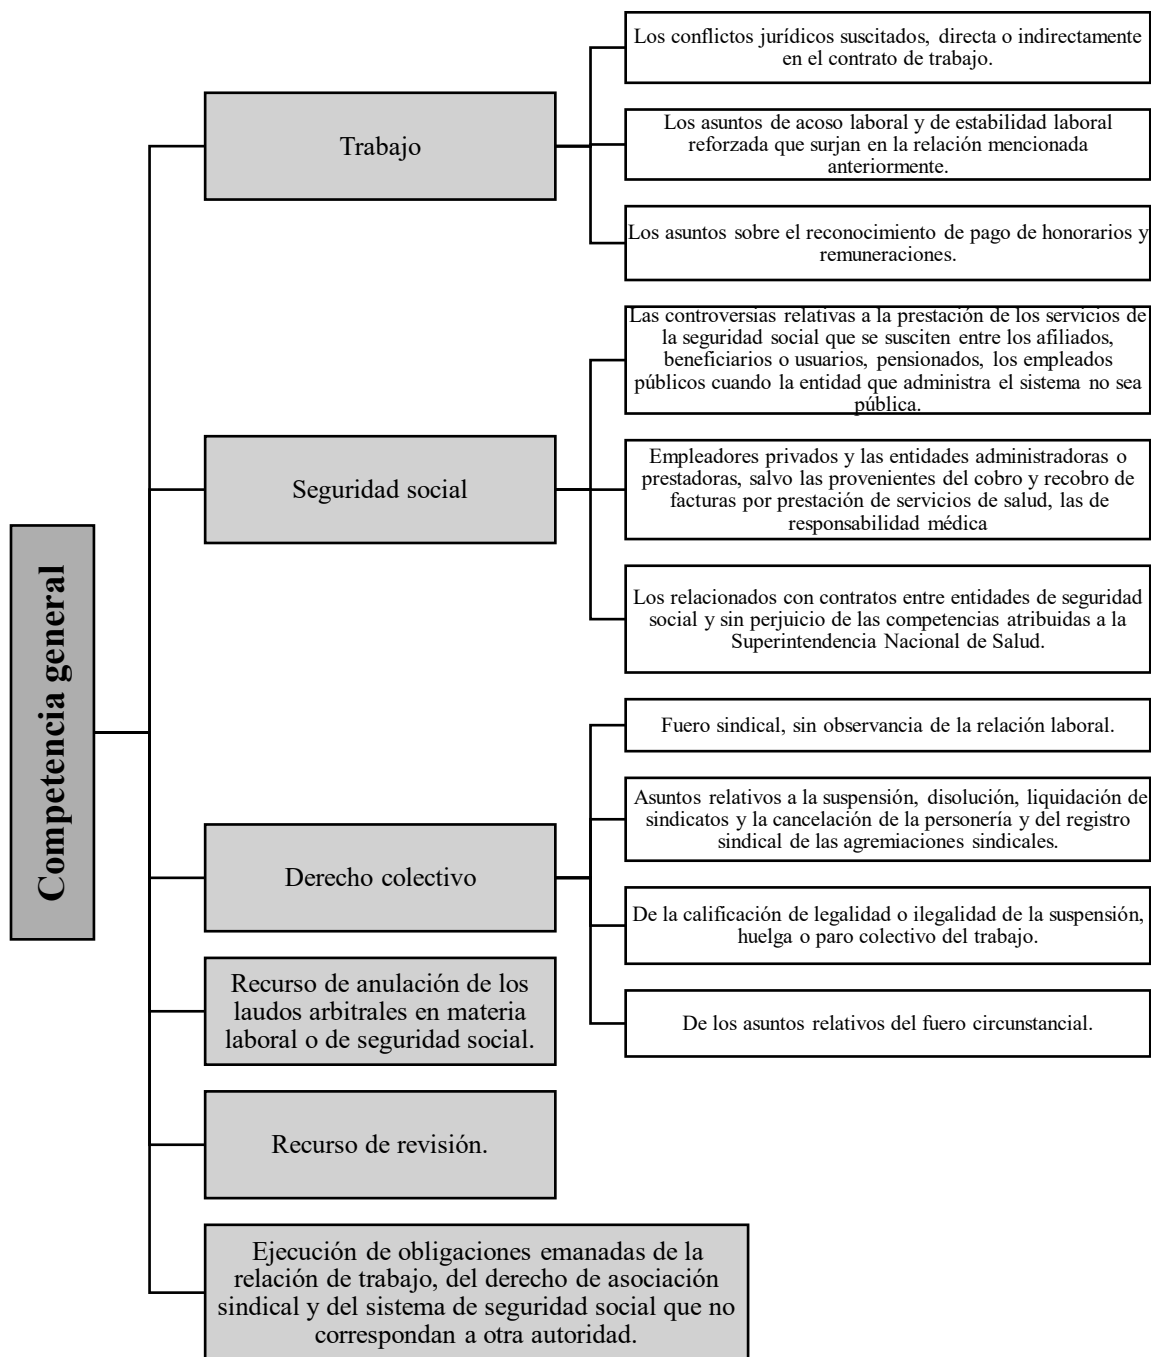 Competencia general
Trabajo
Los conflictos jurídicos suscitados, directa o indirectamente
en el contrato de trabajo.
Los asuntos de acoso laboral y de estabilidad laboral
reforzada que surjan en la relación mencionada
anteriormente.
Los asuntos sobre el reconocimiento de pago de honorarios y
remuneraciones.
Seguridad social
Las controversias relativas a la prestación de los servicios de
la seguridad social que se susciten entre los afiliados,
beneficiarios o usuarios, pensionados, los empleados
públicos cuando la entidad que administra el sistema no sea
pública.
Empleadores privados y las entidades administradoras o
prestadoras, salvo las provenientes del cobro y recobro de
facturas por prestación de servicios de salud, las de
responsabilidad médica
Los relacionados con contratos entre entidades de seguridad
social y sin perjuicio de las competencias atribuidas a la
Superintendencia Nacional de Salud.
Derecho colectivo
Fuero sindical, sin observancia de la relación laboral.
Asuntos relativos a la suspensión, disolución, liquidación de
sindicatos y la cancelación de la personería y del registro
sindical de las agremiaciones sindicales.
De la calificación de legalidad o ilegalidad de la suspensión,
huelga o paro colectivo del trabajo.
De los asuntos relativos del fuero circunstancial.
Recurso de anulación de los
laudos arbitrales en materia
laboral o de seguridad social.
Recurso de revisión.
Ejecución de obligaciones emanadas de la
relación de trabajo, del derecho de asociación
sindical y del sistema de seguridad social que no
correspondan a otra autoridad.